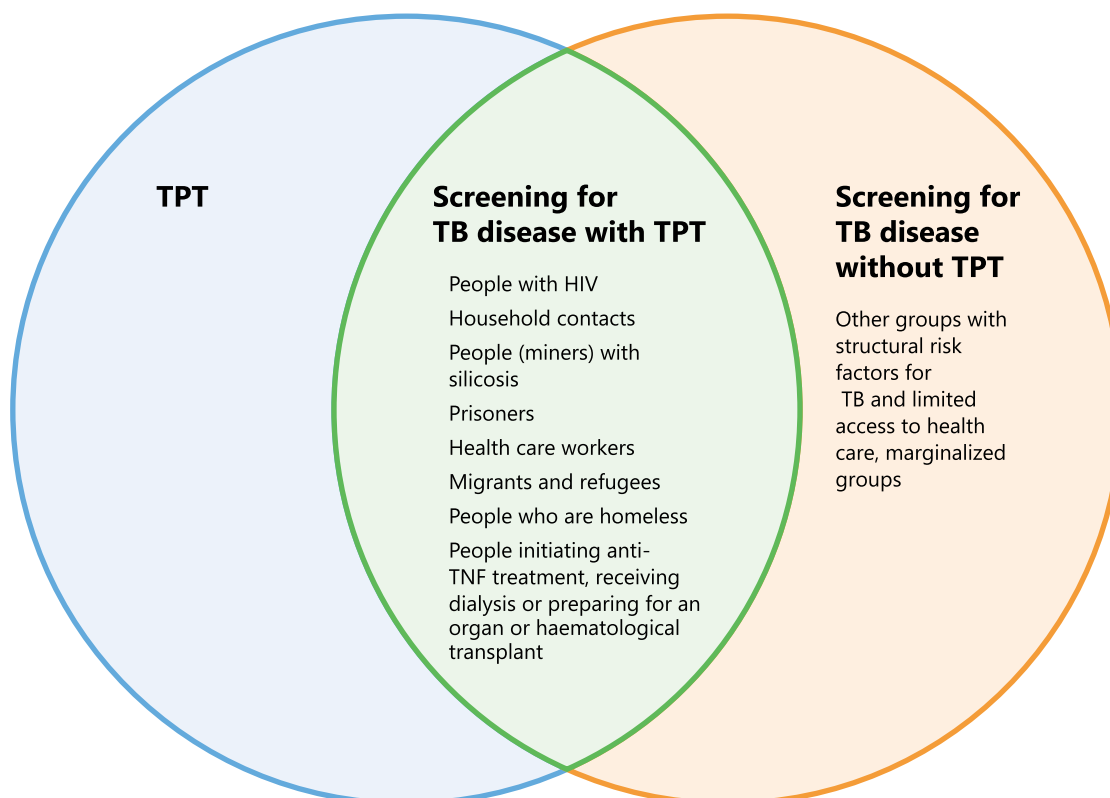 TPT
Screening for
TB disease with TPT
People with HIV
Household contacts
People (miners) with
silicosis
Prisoners
Health care workers
Migrants and refugees
People who are homeless
People initiating anti-
TNF treatment, receiving
dialysis or preparing for an
organ or haematological
transplant
Screening for
TB disease
without TPT
Other groups with
structural risk
factors for
TB and limited
access to health
care, marginalized
groups